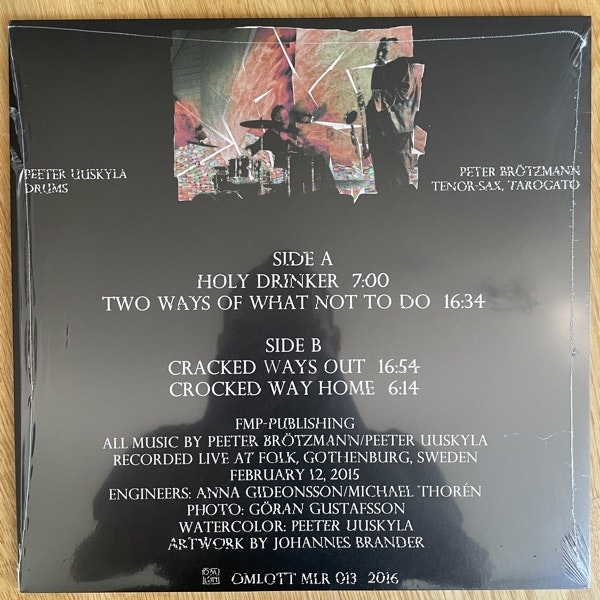 PEETER UUSKYLA
DRUMS
PETER BRÖTZMANN
TENOR-SAX, TAROGATO
SIDE A
HOLY DRINKER 7:00
TWO WAYS OF WHAT NOT TO DO 16:34
SIDE B
CRACKED WAYS OUT 16:54
CROCKED WAY HOME 6:14
FMP-PUBLISHING
ALL MUSIC BY PEETER BRÖTZMANN/PEETER UUSKYLA
RECORDED LIVE AT FOLK, GOTHENBURG, SWEDEN
FEBRUARY 12, 2015
ENGINEERS: ANNA GIDEONSSON/MICHAEL THORÉN
PHOTO: GÖRAN GUSTAFSSON
WATERCOLOR: PEETER UUSKYLA
ARTWORK BY JOHANNES BRANDER
OMLOTT MLR 013 2016